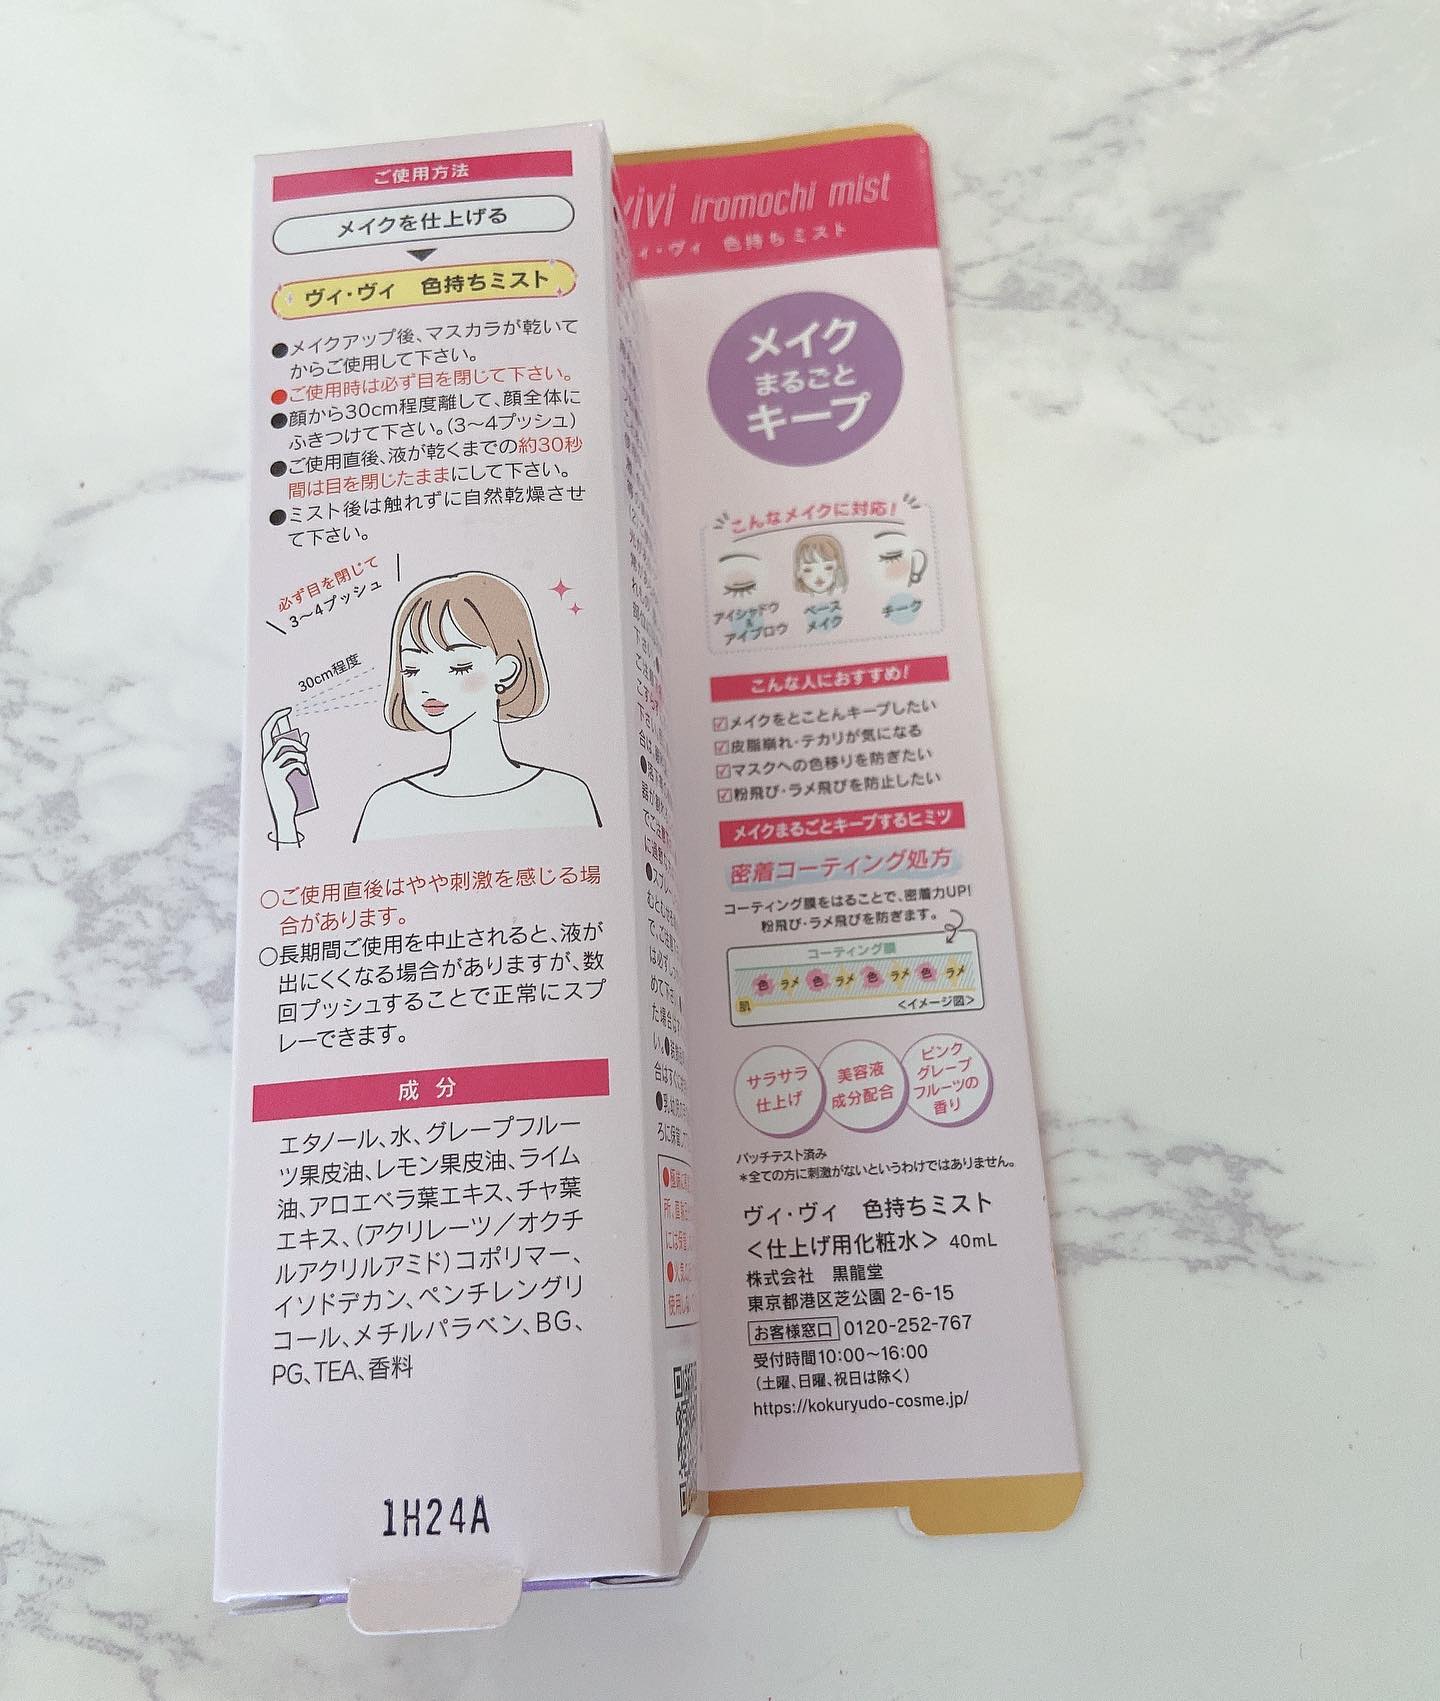 ご使用方法
メイクを仕上げる
ヴィ・ヴィ 色持ちミスト
●メイクアップ後、マスカラが乾いて
からご使用して下さい。
●ご使用時は必ず目を閉じて下さい。
●顔から30cm程度離して、顔全体に
ふきつけて下さい。(3〜4プッシュ)
●ご使用直後、液が乾くまでの約30秒
間は目を閉じたままにして下さい。
●ミスト後は触れずに自然乾燥させ
て下さい。
必ず目を閉じて
3〜4プッシュ
30cm程度
○ご使用直後はやや刺激を感じる場
合があります。
○長期間ご使用を中止されると、液が
出にくくなる場合がありますが、数
回プッシュすることで正常にスプ
レーできます。
成分
エタノール、水、グレープフルー
ツ果皮油、レモン果皮油、ライム
油、アロエベラ葉エキス、チャ葉
エキス、(アクリレーツ／オクチ
ルアクリルアミド)コポリマー、
イソドデカン、ペンチレングリ
コール、メチルパラベン、BG、
PG、TEA、香料
1H24A
vivi iromochi mist
ィ・ヴィ 色持ちミスト
メイク
まるごと
キープ
こんなメイクに対応!
アイシャドウ
&
アイブロウ
ベース
メイク
チーク
こんな人におすすめ!
メイクをとことんキープしたい
皮脂崩れ・テカリが気になる
マスクへの色移りを防ぎたい
粉飛び・ラメ飛びを防止したい
メイクまるごとキープするヒミツ
密着コーティング処方
コーティング膜をはることで、密着力UP!
粉飛び・ラメ飛びを防ぎます。
コーティング膜
色 ラメ 色 ラメ 色 ラメ 色 ラメ
肌
<イメージ図>
サラサラ
仕上げ
美容液
成分配合
ピンク
グレープ
フルーツの
香り
パッチテスト済み
*全ての方に刺激がないというわけではありません。
ヴィ・ヴィ 色持ちミスト
<仕上げ用化粧水> 40mL
株式会社 黒龍堂
東京都港区芝公園 2-6-15
お客様窓口 0120-252-767
受付時間10:00〜16:00
(土曜、日曜、祝日は除く)
https://kokuryudo-cosme.jp/